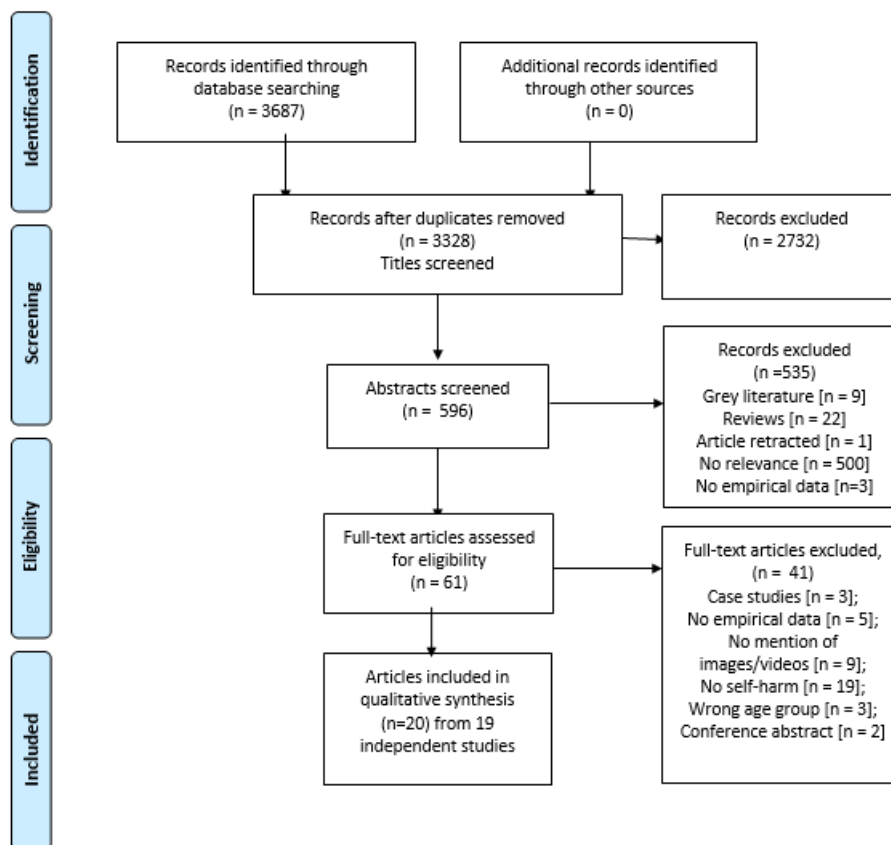 Identification
Records identified through
database searching
(n = 3687)
Additional records identified
through other sources
(n = 0)
Records after duplicates removed
(n = 3328)
Titles screened
Records excluded
(n = 2732)
Screening
Abstracts screened
(n = 596)
Records excluded
(n =535)
Grey literature [n = 9]
Reviews [n = 22]
Article retracted [n = 1]
No relevance [n = 500]
No empirical data [n=3]
Eligibility
Full-text articles assessed
for eligibility
(n = 61)
Full-text articles excluded,
(n = 41)
Case studies [n = 3];
No empirical data [n = 5];
No mention of
images/videos [n = 9];
No self-harm [n = 19];
Wrong age group [n = 3];
Conference abstract [n = 2]
Included
Articles included in
qualitative synthesis
(n=20) from 19
independent studies